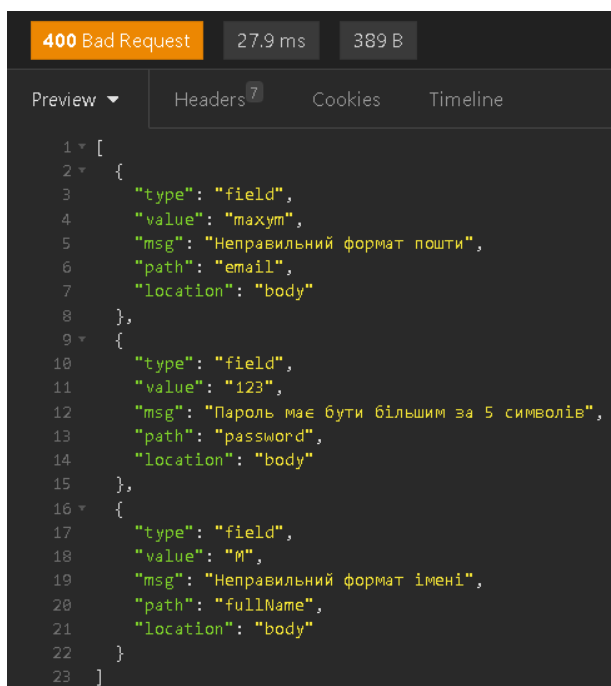 400 Bad Request 27.9 ms 389 B
Preview Headers 7 Cookies Timeline
1 [
2 {
3 "type": "field",
4 "value": "maxym",
5 "msg": "Неправильний формат пошти",
6 "path": "email",
7 "location": "body"
8 },
9 {
10 "type": "field",
11 "value": "123",
12 "msg": "Пароль має бути більшим за 5 символів",
13 "path": "password",
14 "location": "body"
15 },
16 {
17 "type": "field",
18 "value": "M",
19 "msg": "Неправильний формат імені",
20 "path": "fullName",
21 "location": "body"
22 }
23 ]